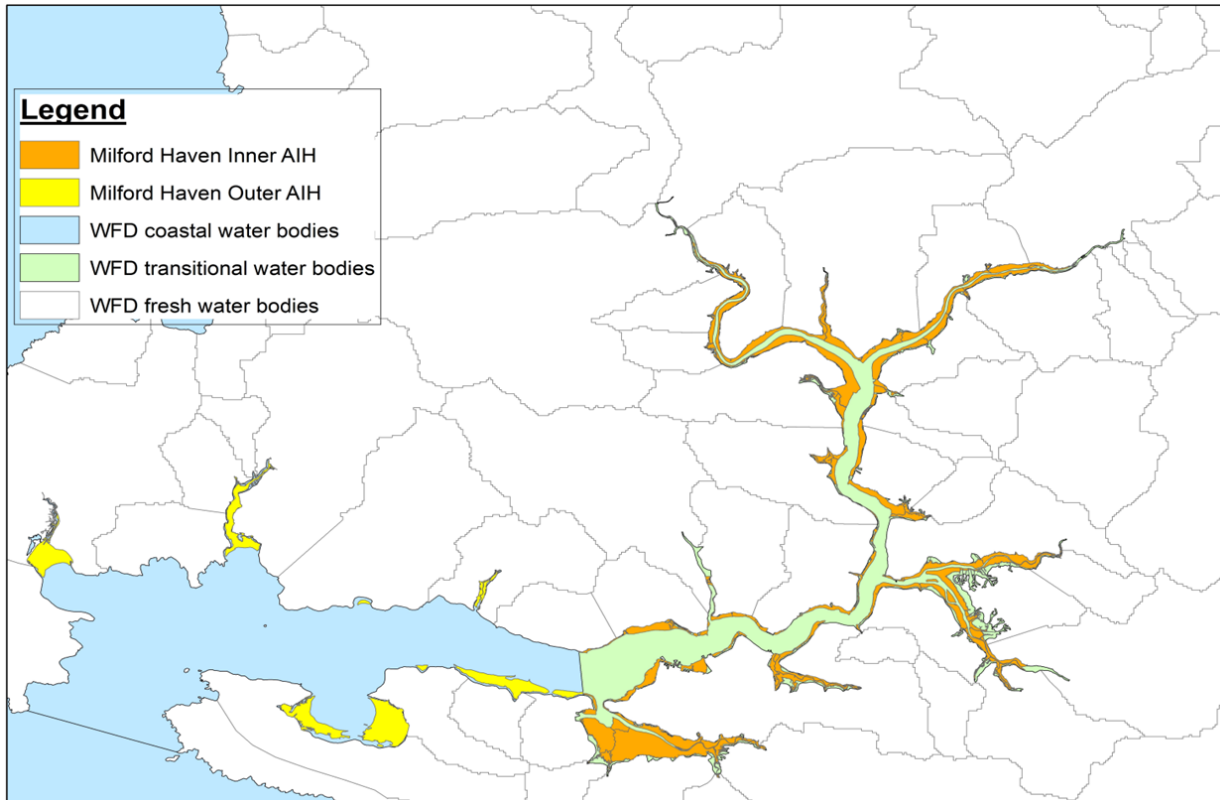 Legend
Milford Haven Inner AIH
Milford Haven Outer AIH
WFD coastal water bodies
WFD transitional water bodies
WFD fresh water bodies